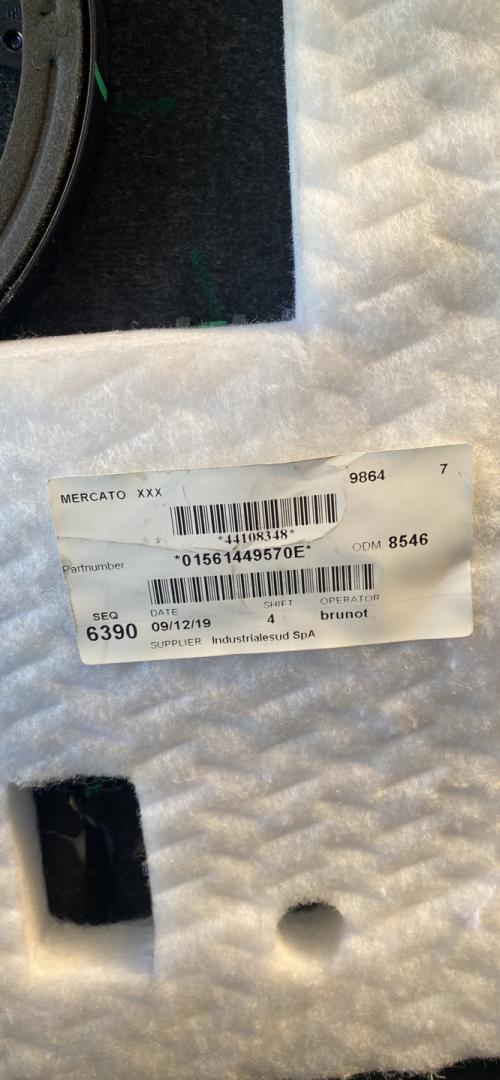 MERCATO XXX
9864 7
*44108348*
*01561449570E*
ODM 8546
Partnumber
SEQ DATE SHIFT OPERATOR
6390 09/12/19 4 brunot
SUPPLIER Industrialesud SpA